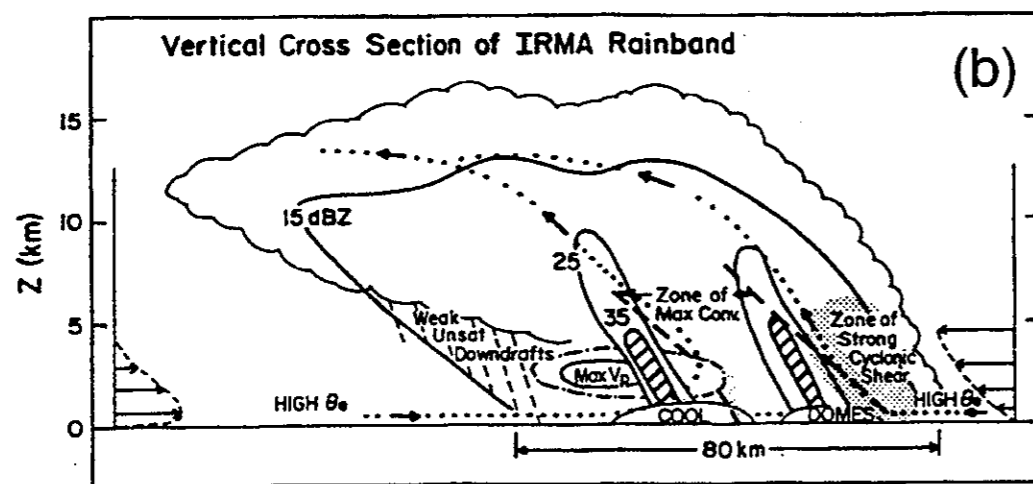 Vertical Cross Section of IRMA Rainband
(b)
15
10
5
0
Z (km)
15 dBZ
25
35
Zone of
Max Conv.
Weak
Unsat
Downdrafts
Max VR
Zone of
Strong
Cyclonic
Shear
HIGH θe
HIGH θe
COOL
DOMES
80 km